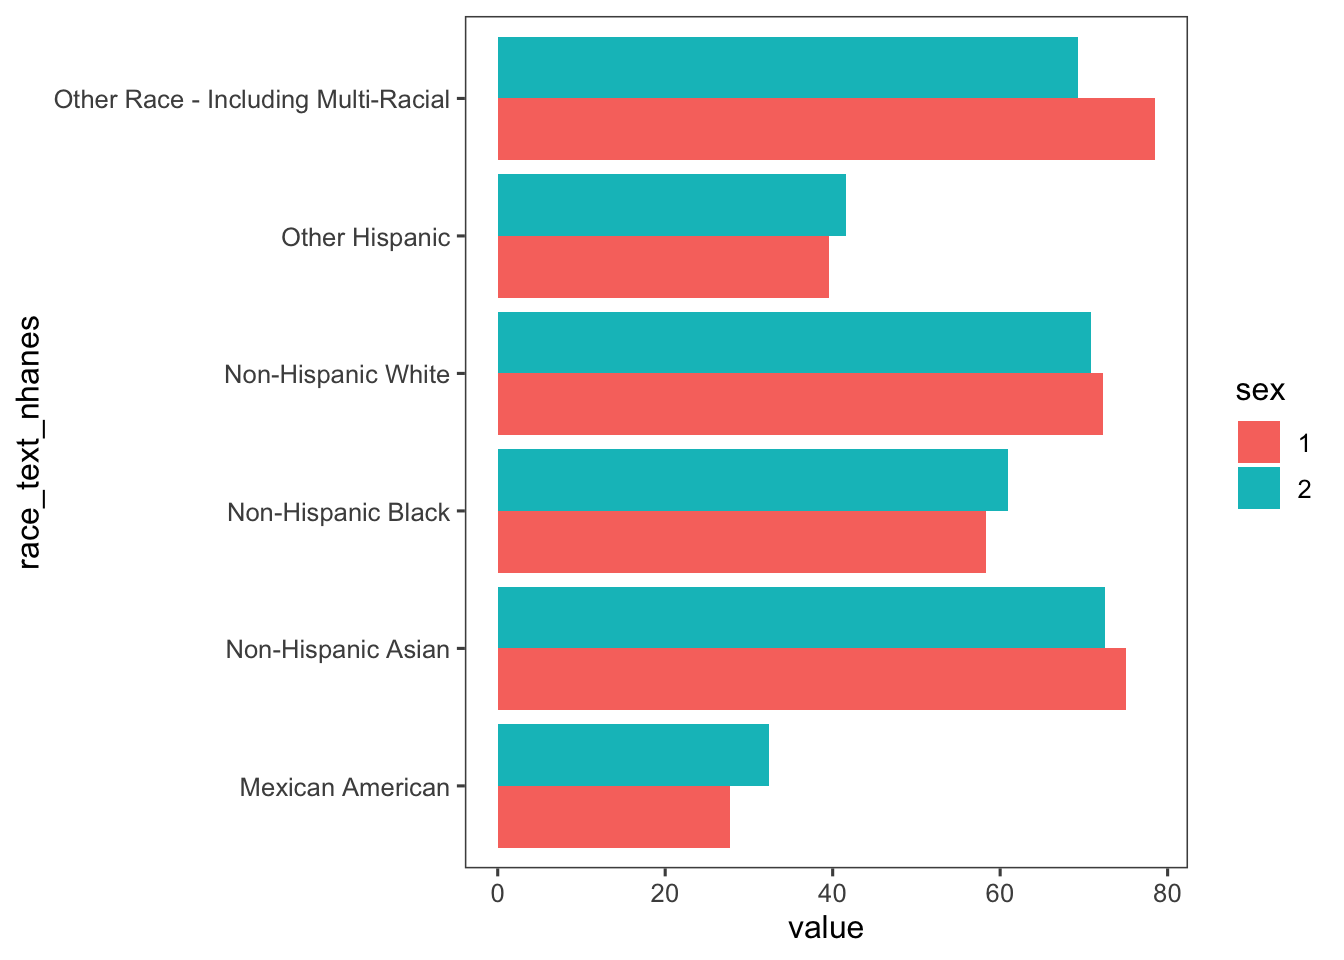 race_text_nhanes
Other Race - Including Multi-Racial
Other Hispanic
Non-Hispanic White
Non-Hispanic Black
Non-Hispanic Asian
Mexican American
0 20 40 60 80
value
sex
1
2